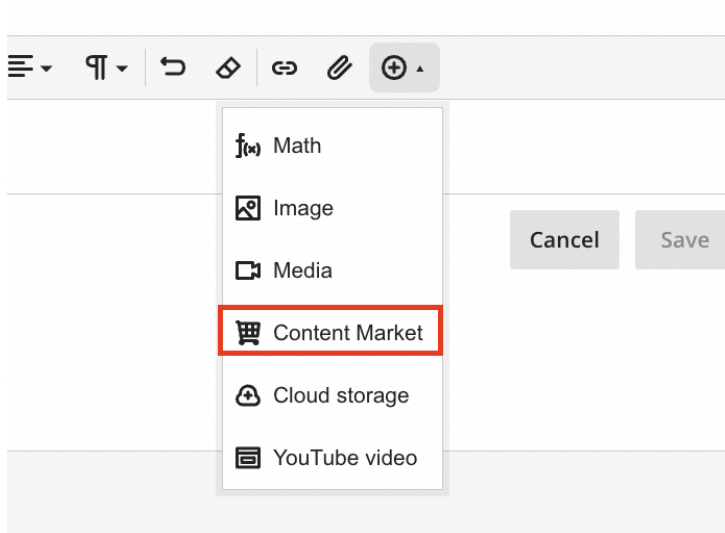 Math
Image
Media
Content Market
Cloud storage
YouTube video
Cancel
Save